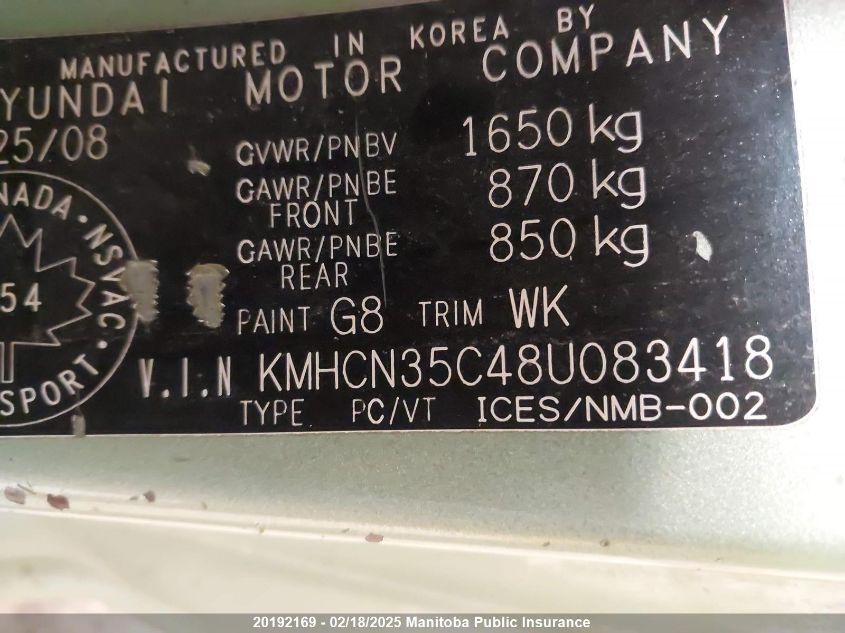 MANUFACTURED IN KOREA BY
YUNDAI MOTOR COMPANY
25/08
GVWR/PNBV 1650 kg
GAWR/PNBE 870 kg
FRONT
GAWR/PNBE 850 kg
REAR
NADA · NSVAC ·
54
SPORT
PAINT G8 TRIM WK
V.I.N KMHCN35C48U083418
TYPE PC/VT ICES/NMB-002
20192169 - 02/18/2025 Manitoba Public Insurance